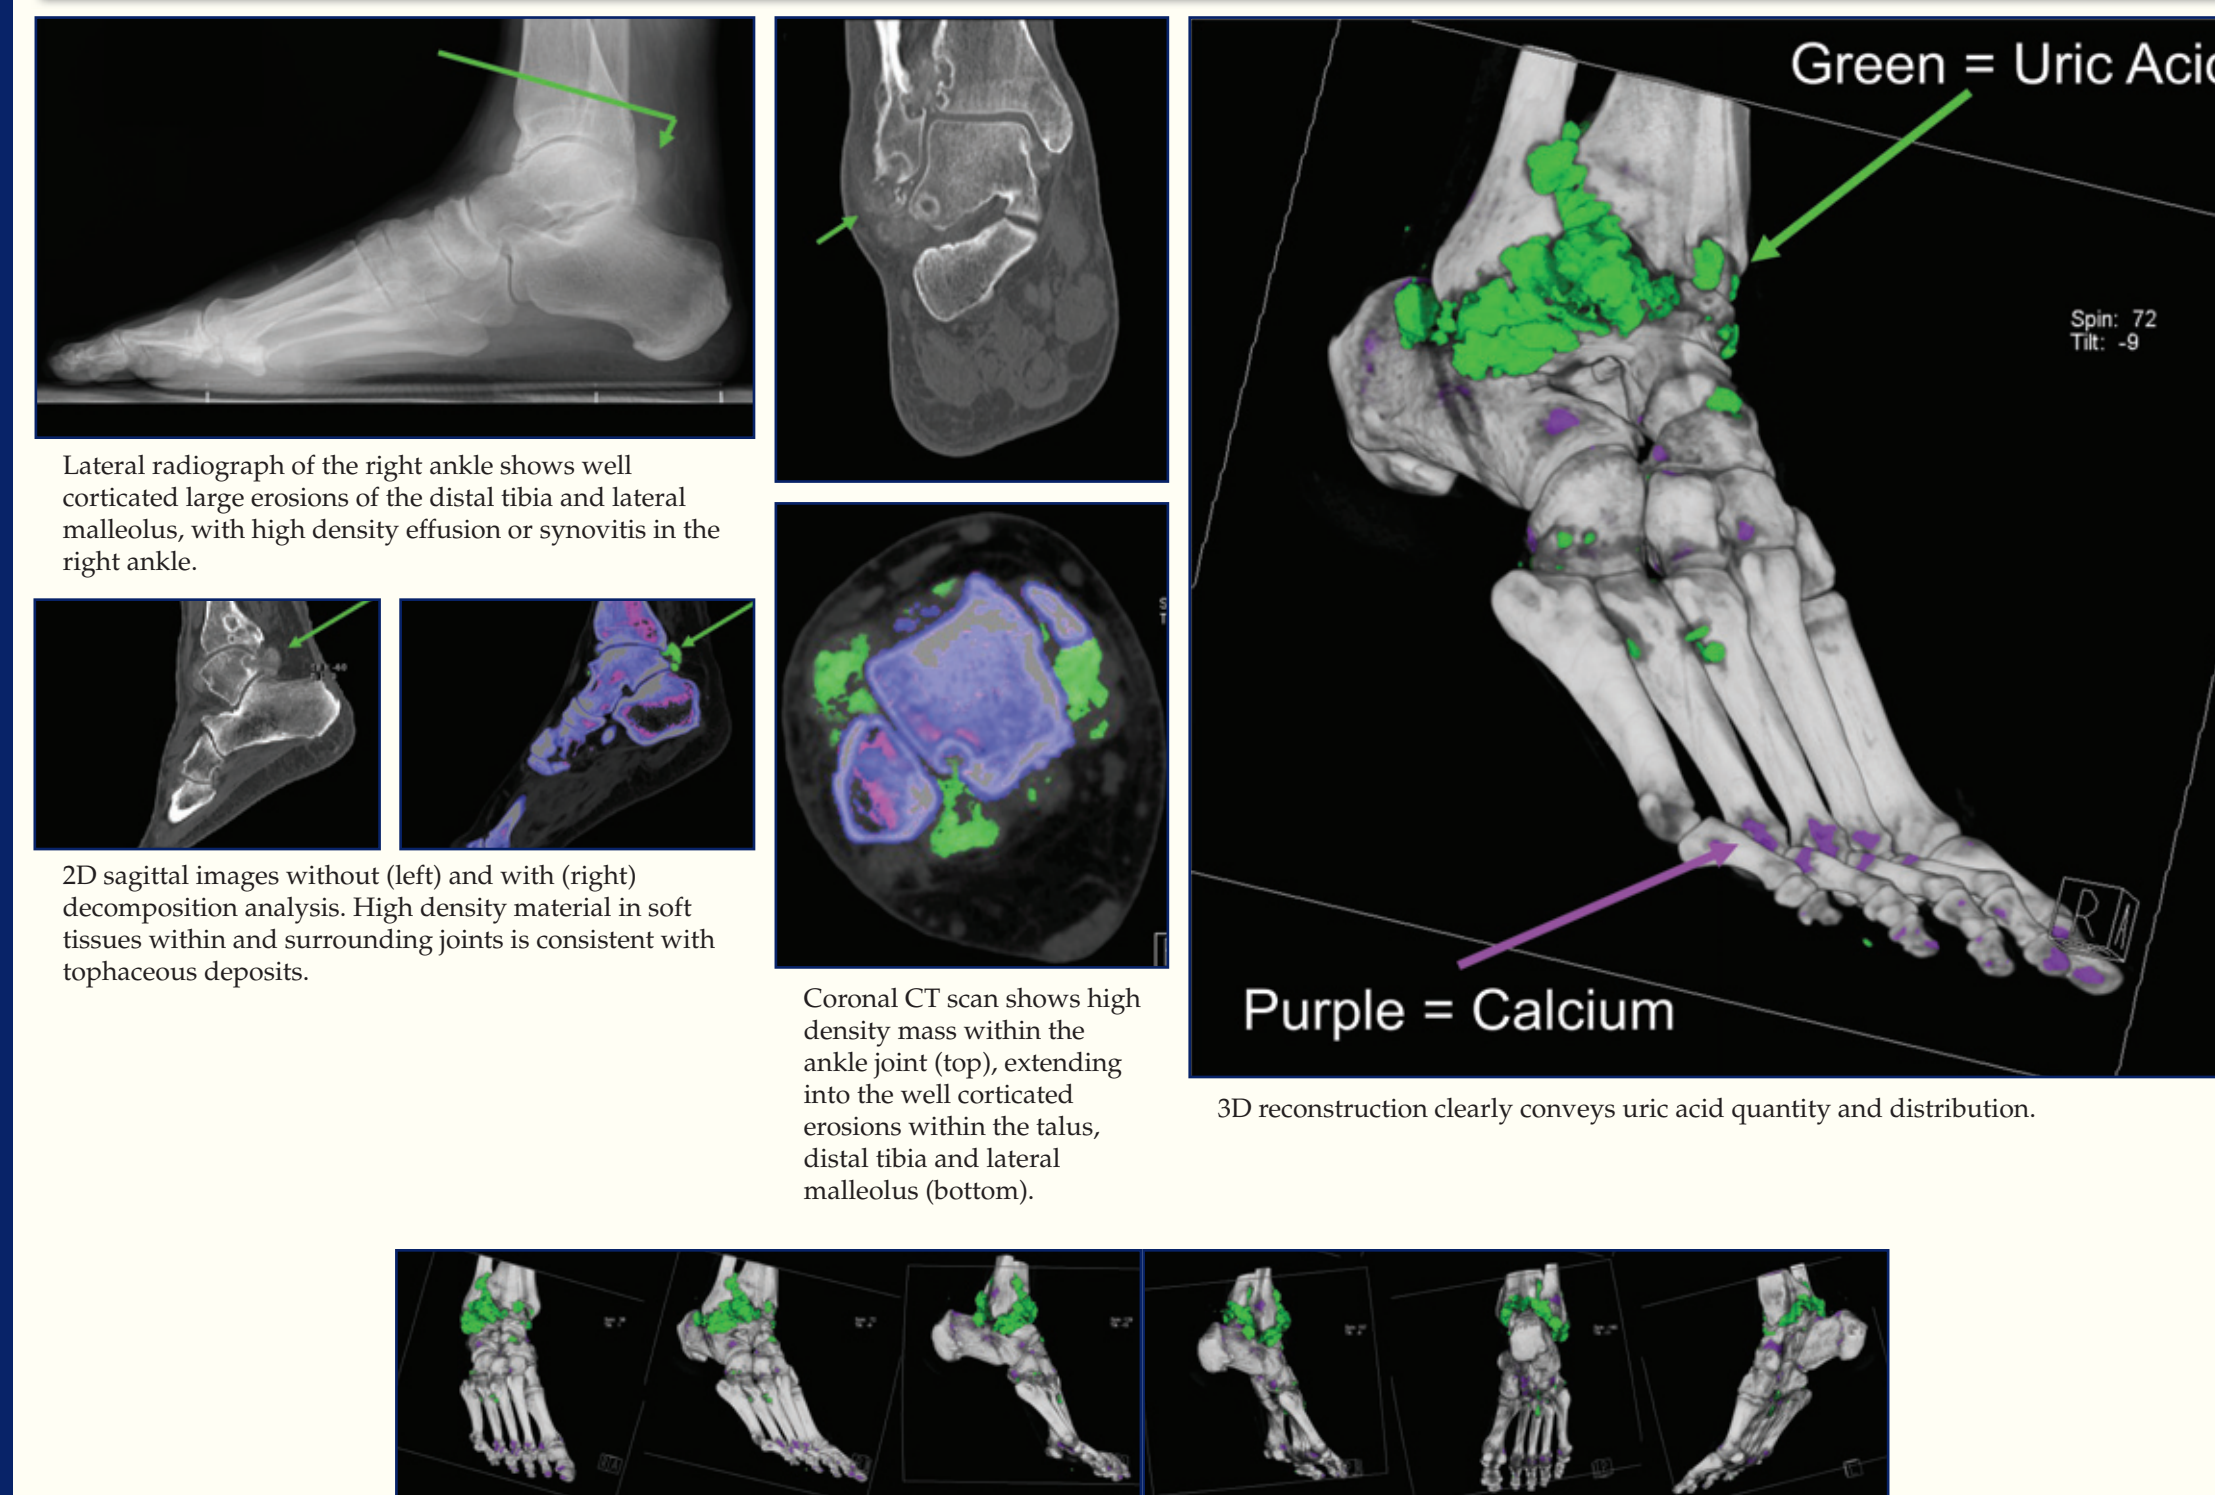 Green = Uric Aci
Spin: 72
Tilt: -9
R
A
Purple = Calcium
Lateral radiograph of the right ankle shows well
corticated large erosions of the distal tibia and lateral
malleolus, with high density effusion or synovitis in the
right ankle.
2D sagittal images without (left) and with (right)
decomposition analysis. High density material in soft
tissues within and surrounding joints is consistent with
tophaceous deposits.
Coronal CT scan shows high
density mass within the
ankle joint (top), extending
into the well corticated
erosions within the talus,
distal tibia and lateral
malleolus (bottom).
3D reconstruction clearly conveys uric acid quantity and distribution.